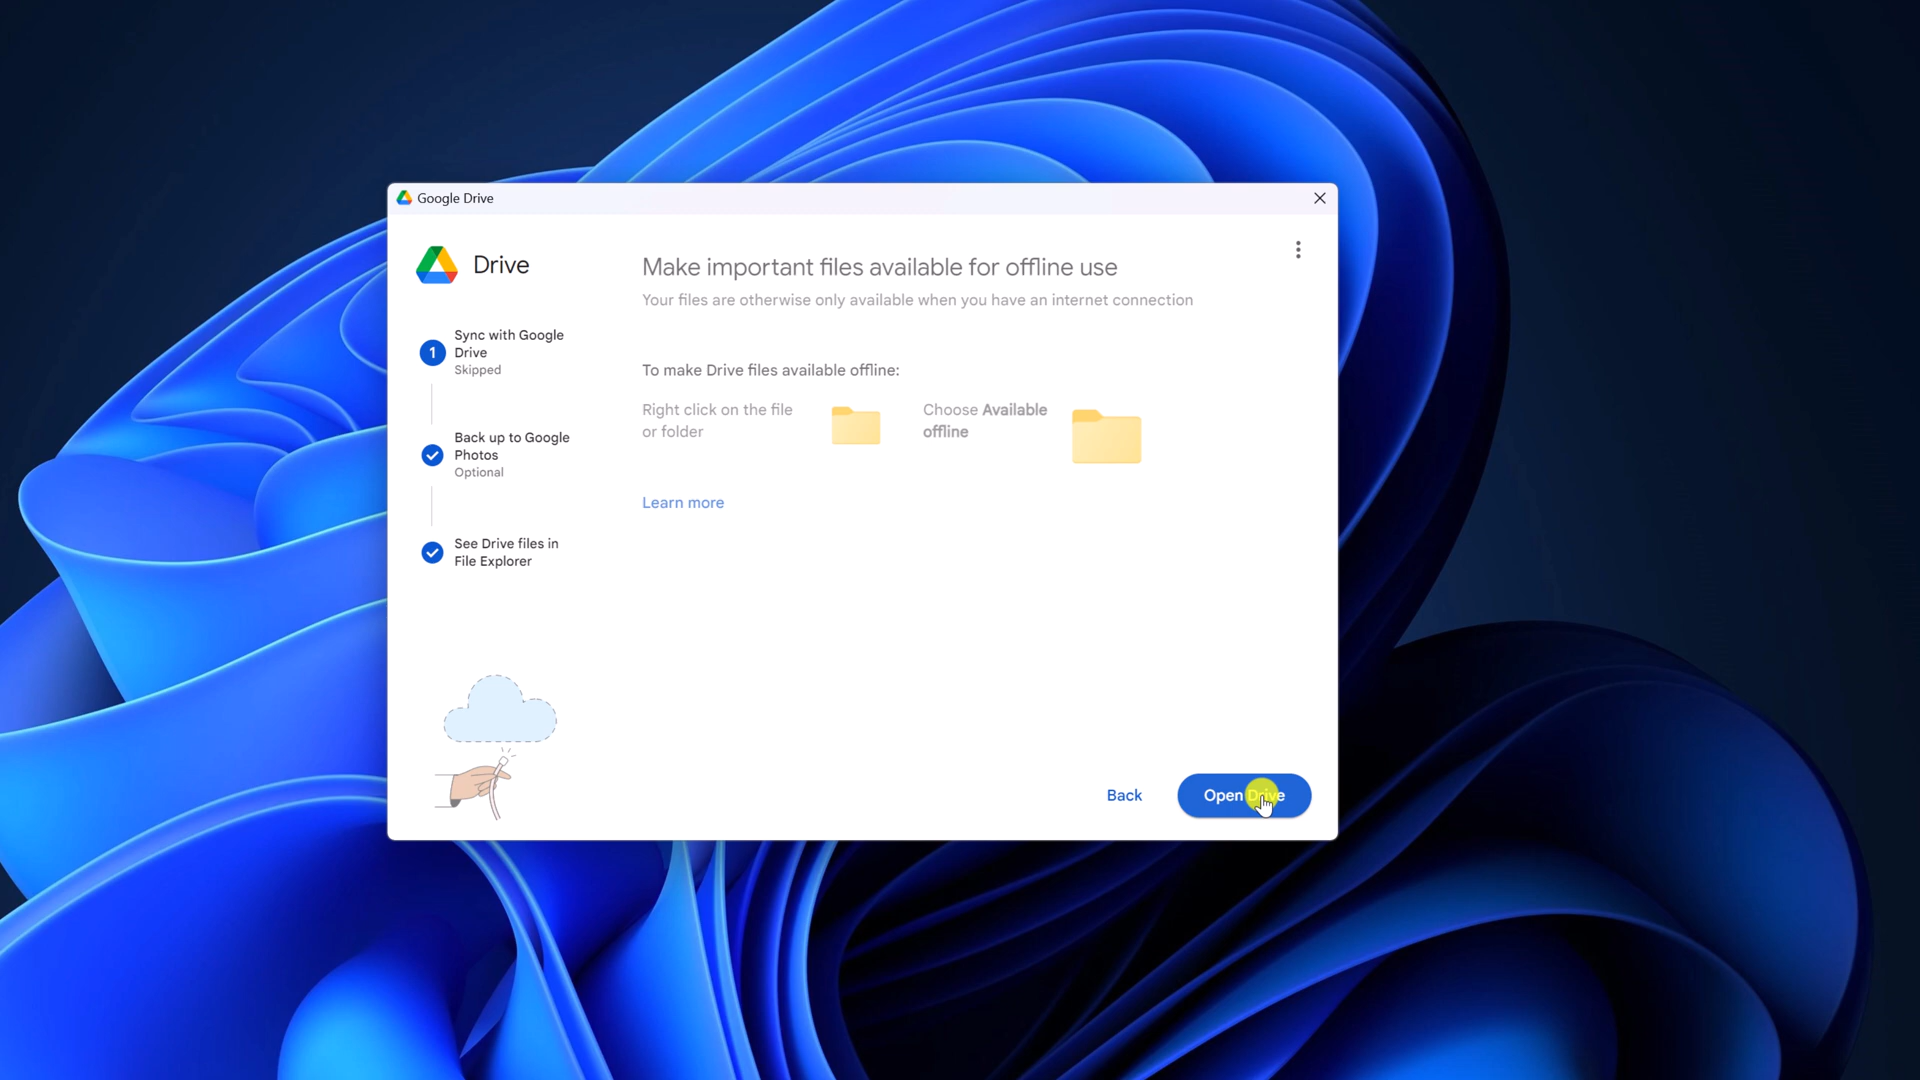 Google Drive
Drive
Make important files available for offline use
Your files are otherwise only available when you have an internet connection
1
Sync with Google
Drive
Skipped
Back up to Google
Photos
Optional
See Drive files in
File Explorer
To make Drive files available offline:
Right click on the file
or folder
Choose Available
offline
Learn more
Back
Open Drive